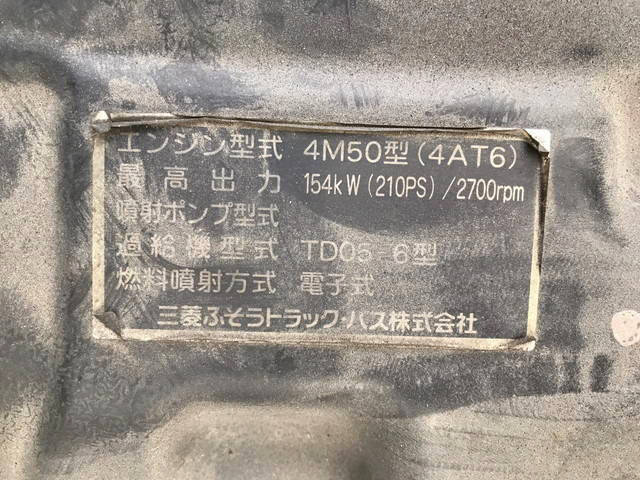 エンジン型式 4M50型(4AT6)
最高出力 154kW(210PS)/2700rpm
噴射ポンプ型式
過給機型式 TD05-6型
燃料噴射方式 電子式
三菱ふそうトラック・バス株式会社